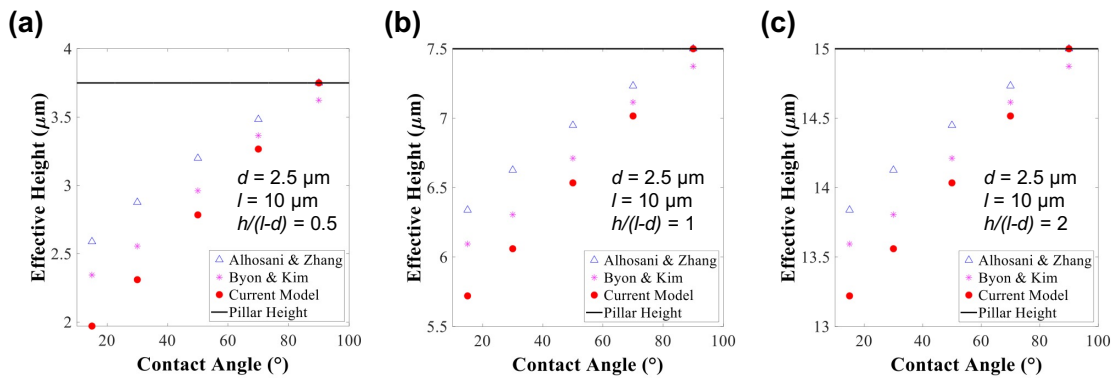 (a)
4
3.5
3
2.5
2
20
40
60
80
100
Effective Height (μm)
Contact Angle (°)
d = 2.5 μm
l = 10 μm
h/(l-d) = 0.5
Alhosani & Zhang
Byon & Kim
Current Model
Pillar Height
(b)
7.5
7
6.5
6
5.5
20
40
60
80
100
Effective Height (μm)
Contact Angle (°)
d = 2.5 μm
l = 10 μm
h/(l-d) = 1
Alhosani & Zhang
Byon & Kim
Current Model
Pillar Height
(c)
15
14.5
14
13.5
13
20
40
60
80
100
Effective Height (μm)
Contact Angle (°)
d = 2.5 μm
l = 10 μm
h/(l-d) = 2
Alhosani & Zhang
Byon & Kim
Current Model
Pillar Height